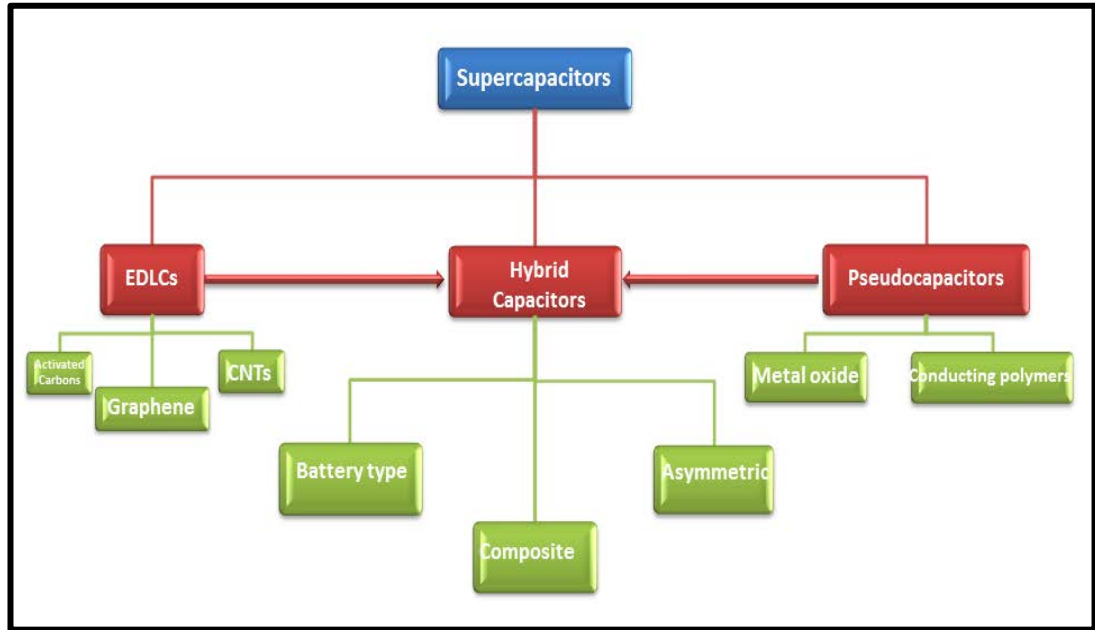 Supercapacitors
EDLCs
Hybrid
Capacitors
Pseudocapacitors
Activated
Carbons
Graphene
CNTs
Battery type
Composite
Asymmetric
Metal oxide
Conducting polymers